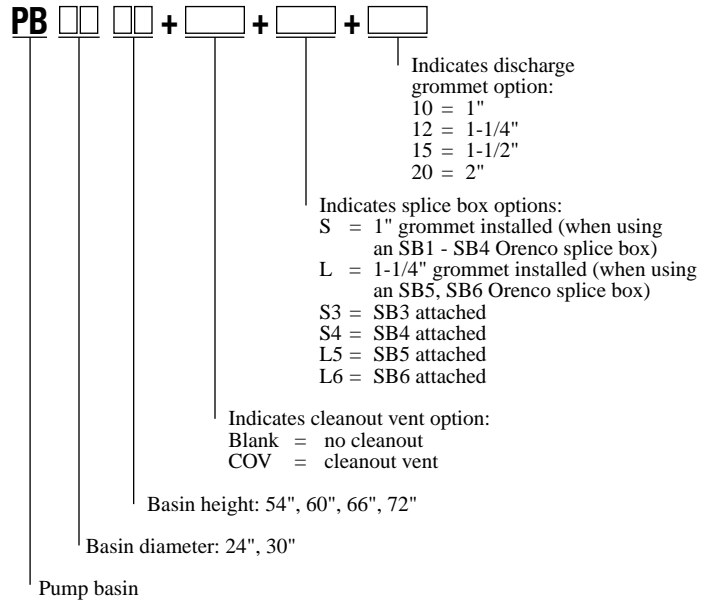 PB + + +
Indicates discharge
grommet option:
10 = 1"
12 = 1-1/4"
15 = 1-1/2"
20 = 2"
Indicates splice box options:
S = 1" grommet installed (when using
an SB1 - SB4 Orenco splice box)
L = 1-1/4" grommet installed (when using
an SB5, SB6 Orenco splice box)
S3 = SB3 attached
S4 = SB4 attached
L5 = SB5 attached
L6 = SB6 attached
Indicates cleanout vent option:
Blank = no cleanout
COV = cleanout vent
Basin height: 54", 60", 66", 72"
Basin diameter: 24", 30"
Pump basin